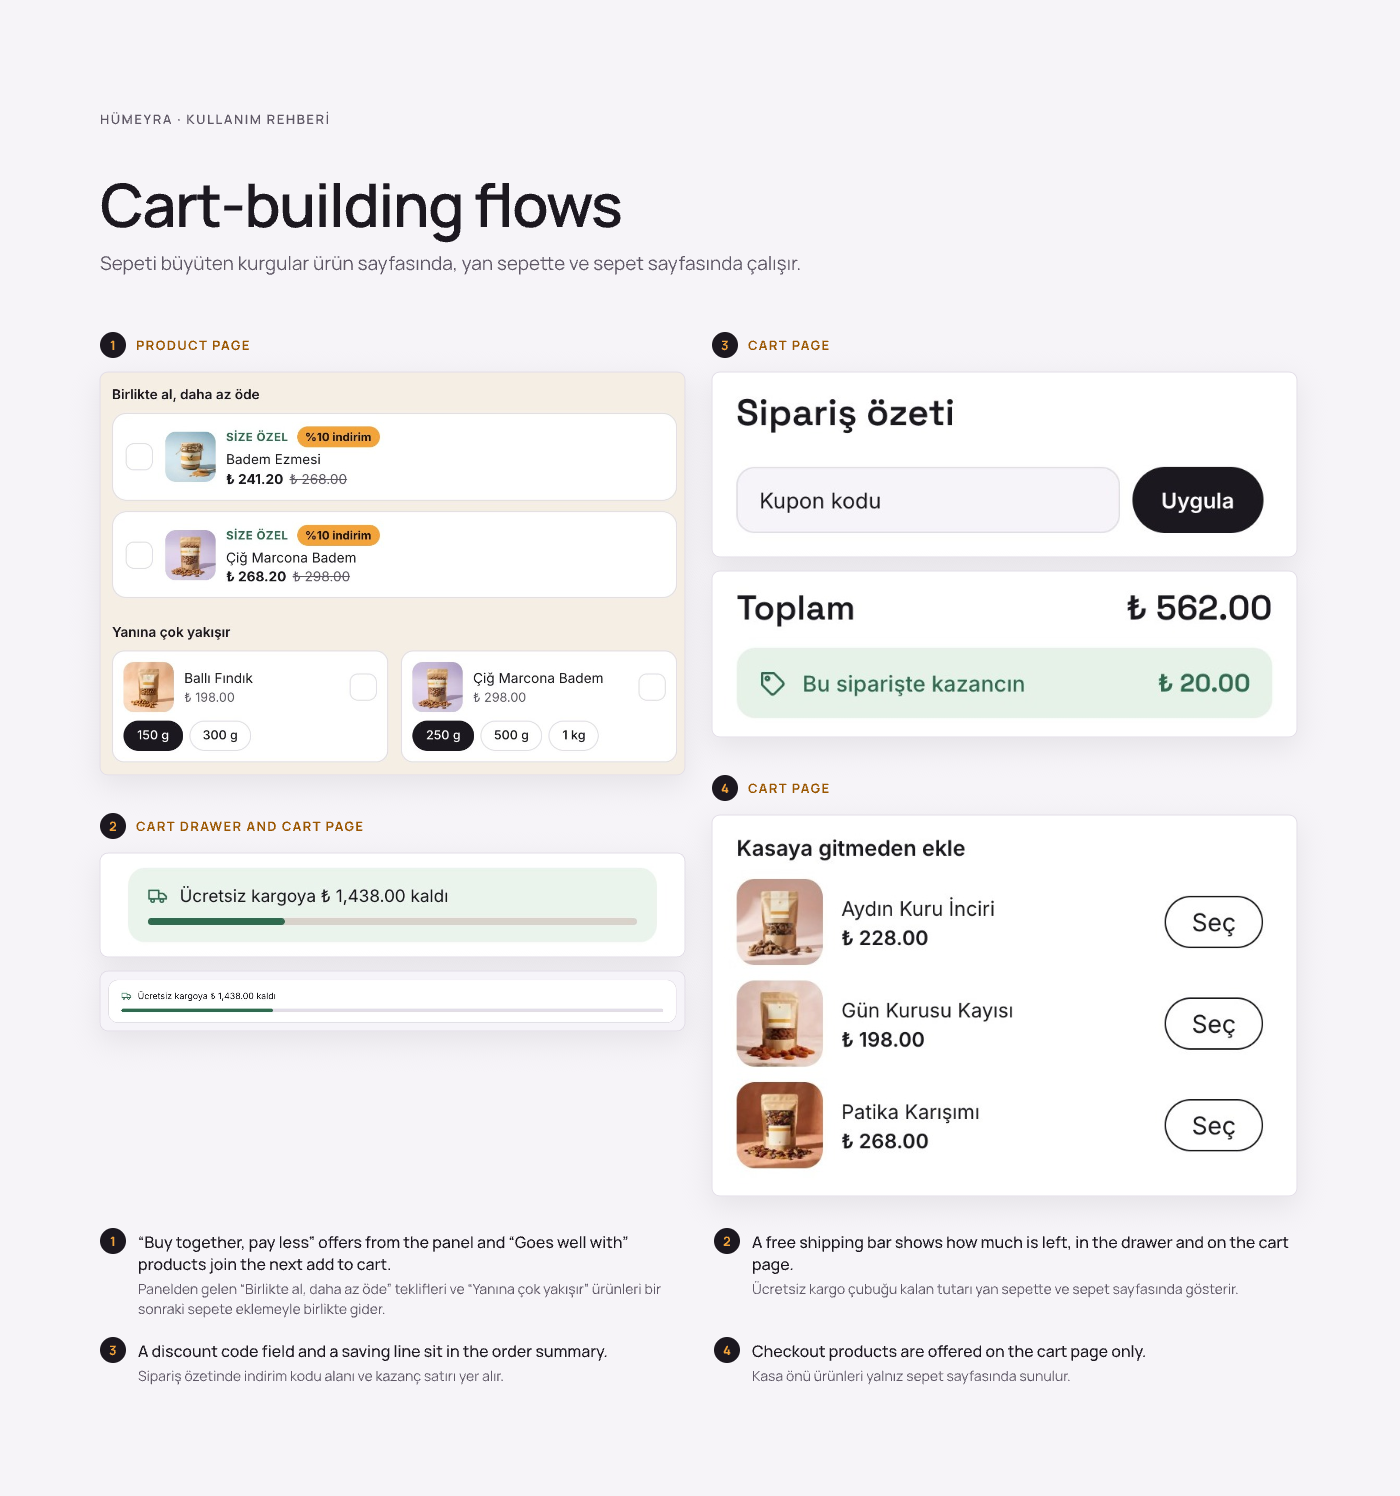 HÜMEYRA · KULLANIM REHBERİ
Cart-building flows
Sepeti büyüten kurgular ürün sayfasında, yan sepette ve sepet sayfasında çalışır.
1 PRODUCT PAGE
Birlikte al, daha az öde
SİZE ÖZEL %10 indirim
Badem Ezmesi
₺ 241.20 ₺ 268.00
SİZE ÖZEL %10 indirim
Çiğ Marcona Badem
₺ 268.20 ₺ 298.00
Yanına çok yakışır
Ballı Fındık
₺ 198.00
150 g 300 g
Çiğ Marcona Badem
₺ 298.00
250 g 500 g 1 kg
2 CART DRAWER AND CART PAGE
Ücretsiz kargoya ₺ 1,438.00 kaldı
Ücretsiz kargoya ₺ 1,438.00 kaldı
3 CART PAGE
Sipariş özeti
Kupon kodu Uygula
Toplam ₺ 562.00
Bu siparişte kazancın ₺ 20.00
4 CART PAGE
Kasaya gitmeden ekle
Aydın Kuru İnciri
₺ 228.00
Seç
Gün Kurusu Kayısı
₺ 198.00
Seç
Patika Karışımı
₺ 268.00
Seç
1 “Buy together, pay less” offers from the panel and “Goes well with”
products join the next add to cart.
Panelden gelen “Birlikte al, daha az öde” teklifleri ve “Yanına çok yakışır” ürünleri bir
sonraki sepete eklemeyle birlikte gider.
2 A free shipping bar shows how much is left, in the drawer and on the cart
page.
Ücretsiz kargo çubuğu kalan tutarı yan sepette ve sepet sayfasında gösterir.
3 A discount code field and a saving line sit in the order summary.
Sipariş özetinde indirim kodu alanı ve kazanç satırı yer alır.
4 Checkout products are offered on the cart page only.
Kasa önü ürünleri yalnız sepet sayfasında sunulur.